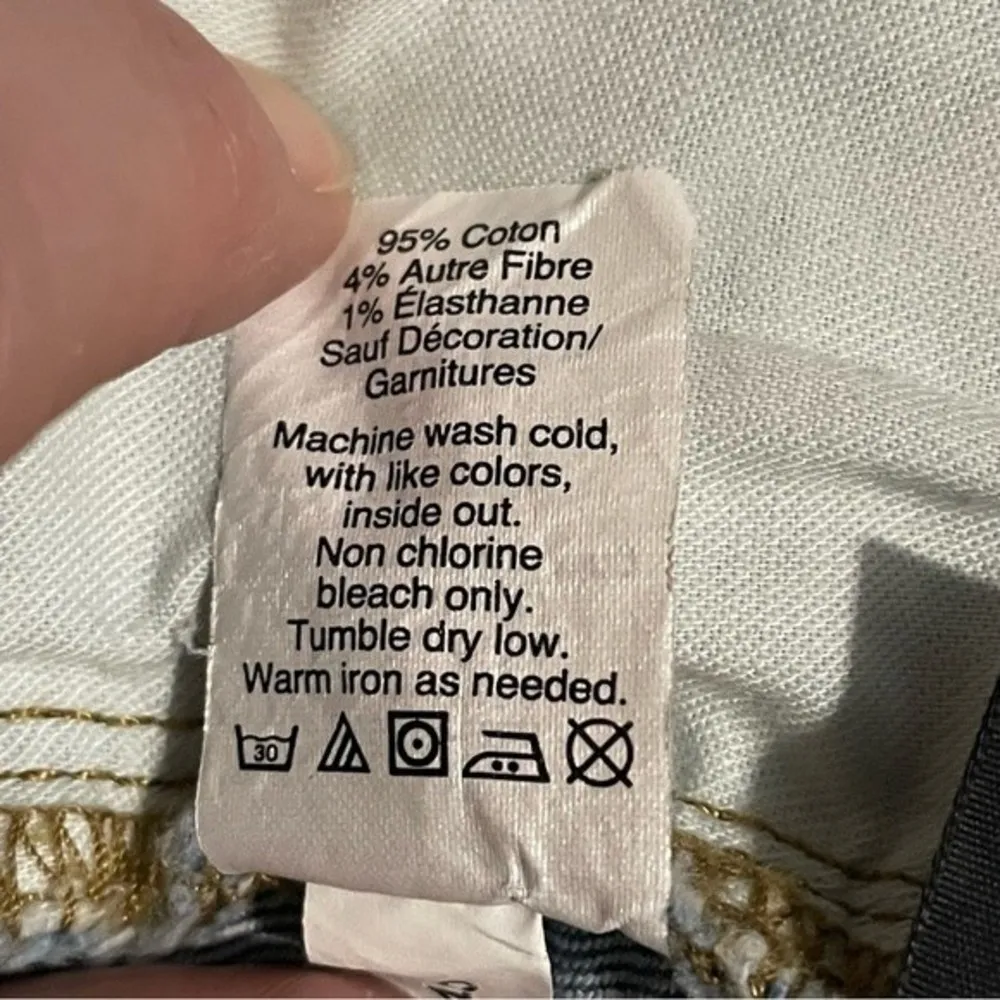 95% Coton
4% Autre Fibre
1% Élasthanne
Sauf Décoration/
Garnitures
Machine wash cold,
with like colors,
inside out.
Non chlorine
bleach only.
Tumble dry low.
Warm iron as needed.
30